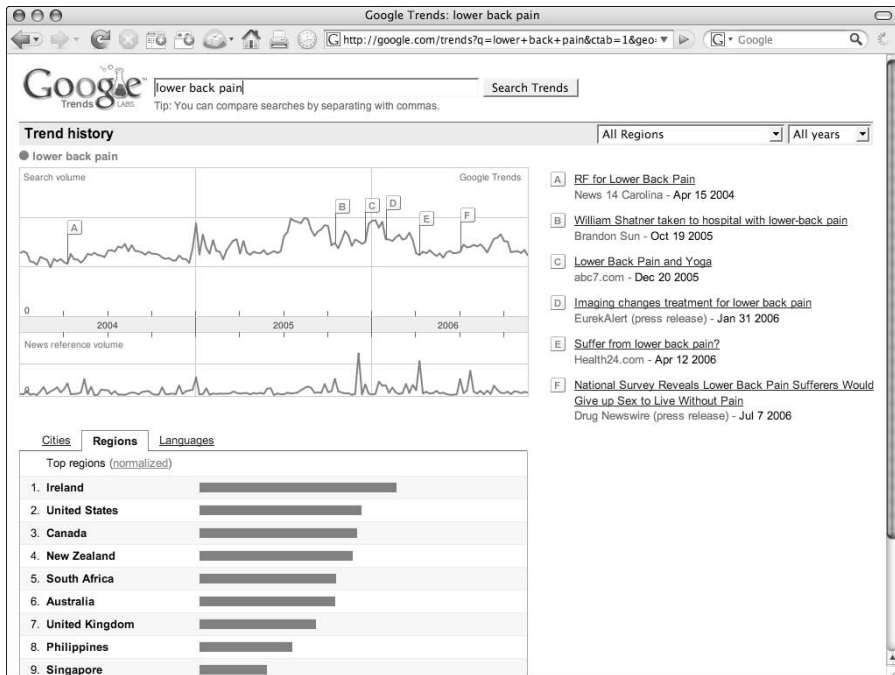 Google Trends: lower back pain
http://google.com/trends?q=lower+back+pain&ctab=1&geo=
G Google
Google
Trends LABS
lower back pain
Search Trends
Tip: You can compare searches by separating with commas.
Trend history
All Regions
All years
lower back pain
Search volume
Google Trends
A
B
C
D
E
F
0
2004
2005
2006
News reference volume
0
A RF for Lower Back Pain
News 14 Carolina - Apr 15 2004
B William Shatner taken to hospital with lower-back pain
Brandon Sun - Oct 19 2005
C Lower Back Pain and Yoga
abc7.com - Dec 20 2005
D Imaging changes treatment for lower back pain
EurekAlert (press release) - Jan 31 2006
E Suffer from lower back pain?
Health24.com - Apr 12 2006
F National Survey Reveals Lower Back Pain Sufferers Would
Give up Sex to Live Without Pain
Drug Newswire (press release) - Jul 7 2006
Cities Regions Languages
Top regions (normalized)
1. Ireland
2. United States
3. Canada
4. New Zealand
5. South Africa
6. Australia
7. United Kingdom
8. Philippines
9. Singapore